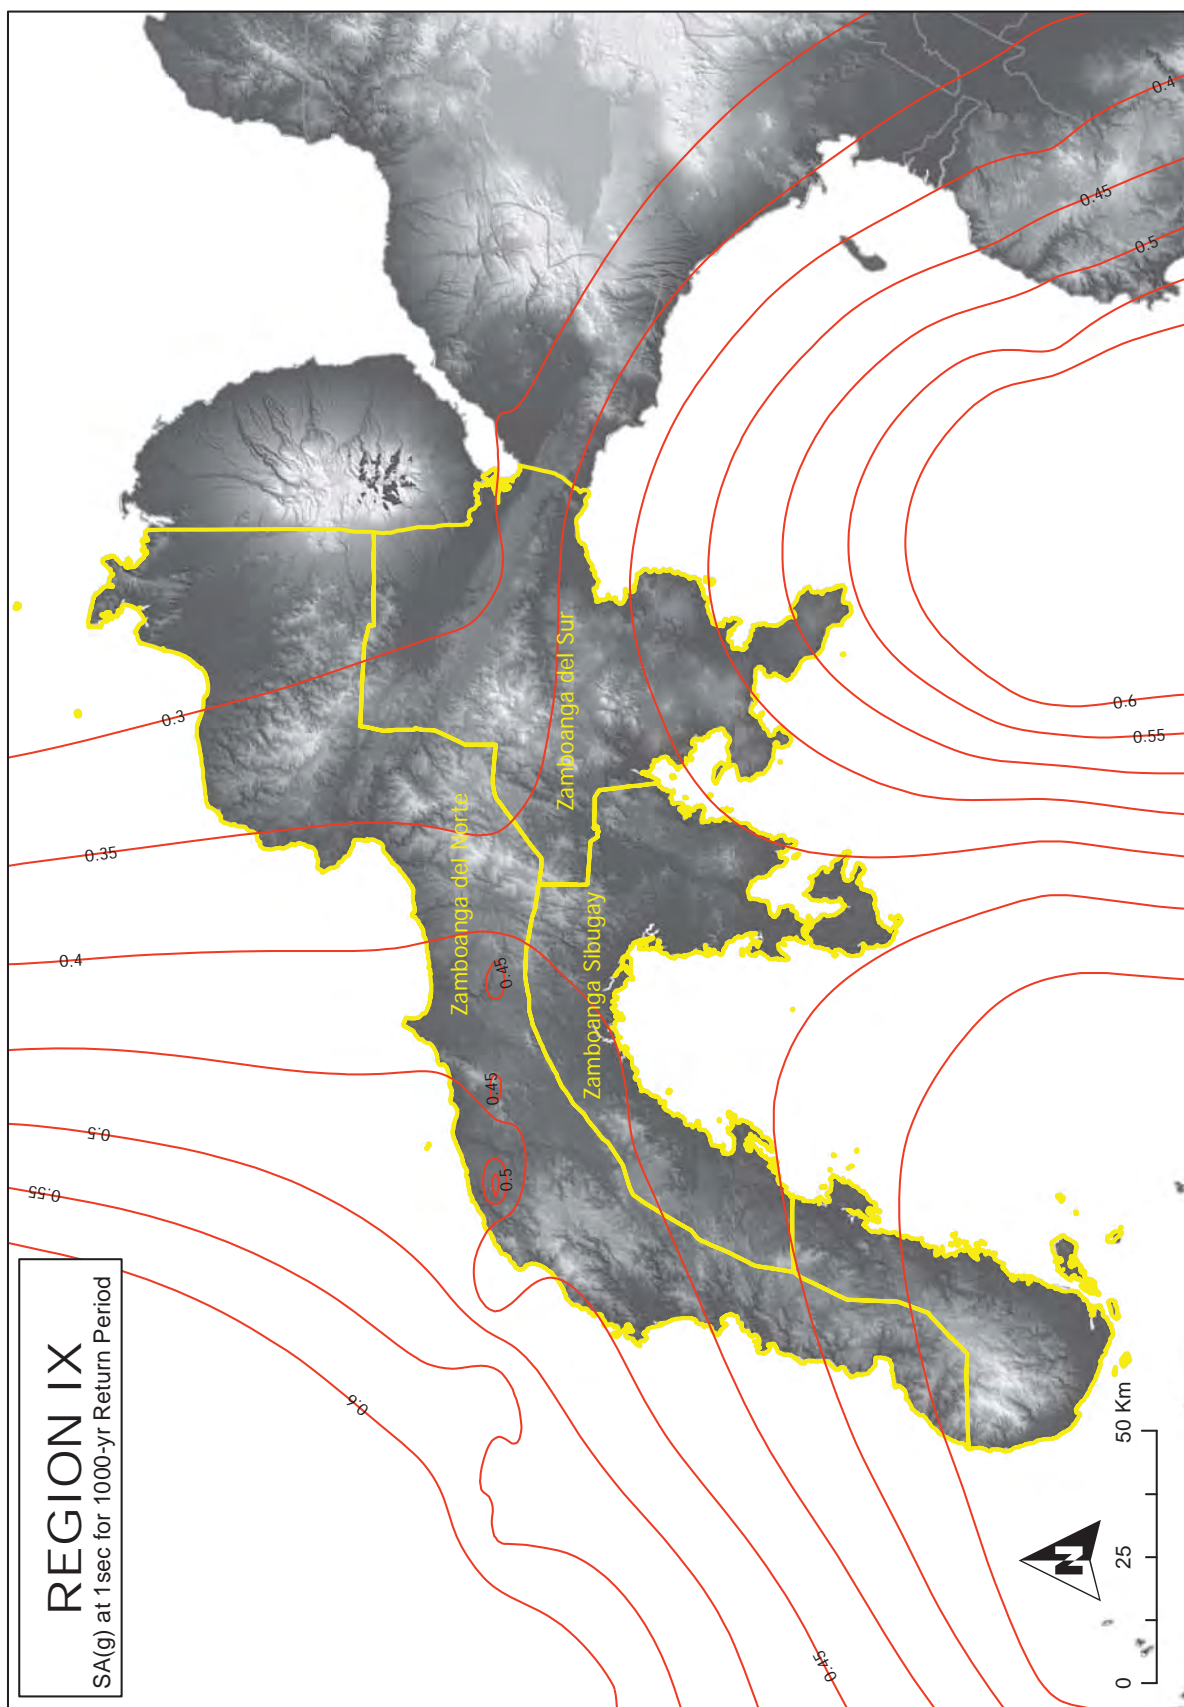 REGION IX
SA(g) at 1sec for 1000-yr Return Period
0.4
0.45
0.5
0.3
0.35
0.4
0.5
0.55
0.6
0.45
0.45
0.5
0.6
0.55
0.45
Zamboanga del Norte
Zamboanga del Sur
Zamboanga Sibugay
N
0 25 50 Km